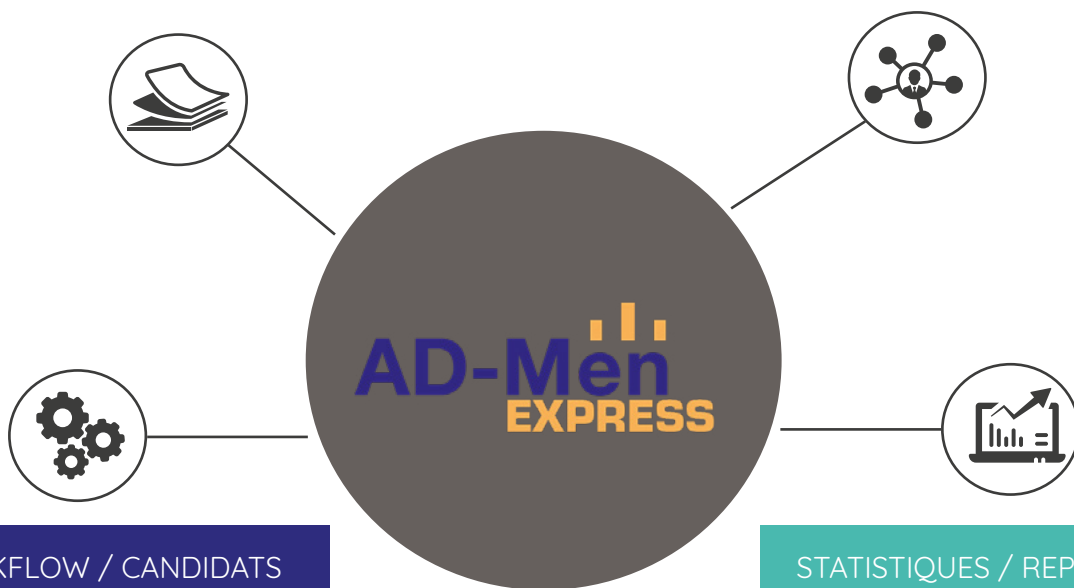 AD-Men
EXPRESS
KFLOW / CANDIDATS
STATISTIQUES / REP